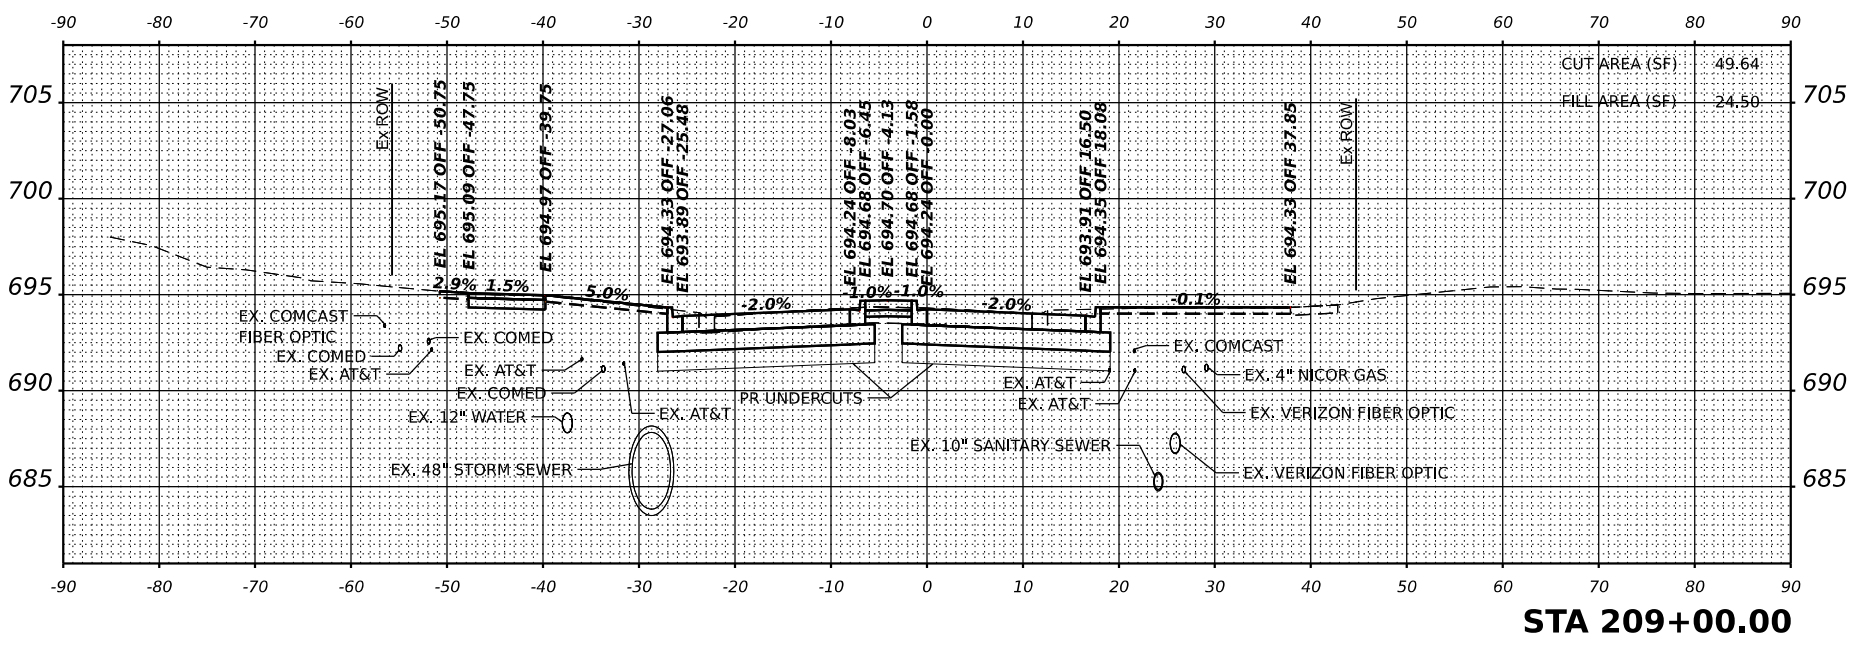 -90 -80 -70 -60 -50 -40 -30 -20 -10 0 10 20 30 40 50 60 70 80 90
CUT AREA (SF) 49.64
FILL AREA (SF) 24.50
705 705
700 700
695 695
690 690
685 685
Ex ROW
EL 695.17 OFF -50.75
EL 695.09 OFF -47.75
EL 694.97 OFF -39.75
EL 694.33 OFF -27.06
EL 693.89 OFF -25.48
EL 694.24 OFF -8.03
EL 694.68 OFF -6.45
EL 694.70 OFF -4.13
EL 694.68 OFF -1.58
EL 694.24 OFF -0.00
EL 693.91 OFF 16.50
EL 694.35 OFF 18.08
EL 694.33 OFF 37.85
Ex ROW
2.9% 1.5% 5.0% -2.0% 1.0% -1.0% -2.0% -0.1%
EX. COMCAST
FIBER OPTIC
EX. COMED
EX. AT&T
EX. COMED
EX. AT&T
EX. COMED
EX. 12" WATER
EX. AT&T
EX. 48" STORM SEWER
PR UNDERCUTS
EX. COMCAST
EX. AT&T
EX. AT&T
EX. 4" NICOR GAS
EX. VERIZON FIBER OPTIC
EX. 10" SANITARY SEWER
EX. VERIZON FIBER OPTIC
-90 -80 -70 -60 -50 -40 -30 -20 -10 0 10 20 30 40 50 60 70 80 90
STA 209+00.00